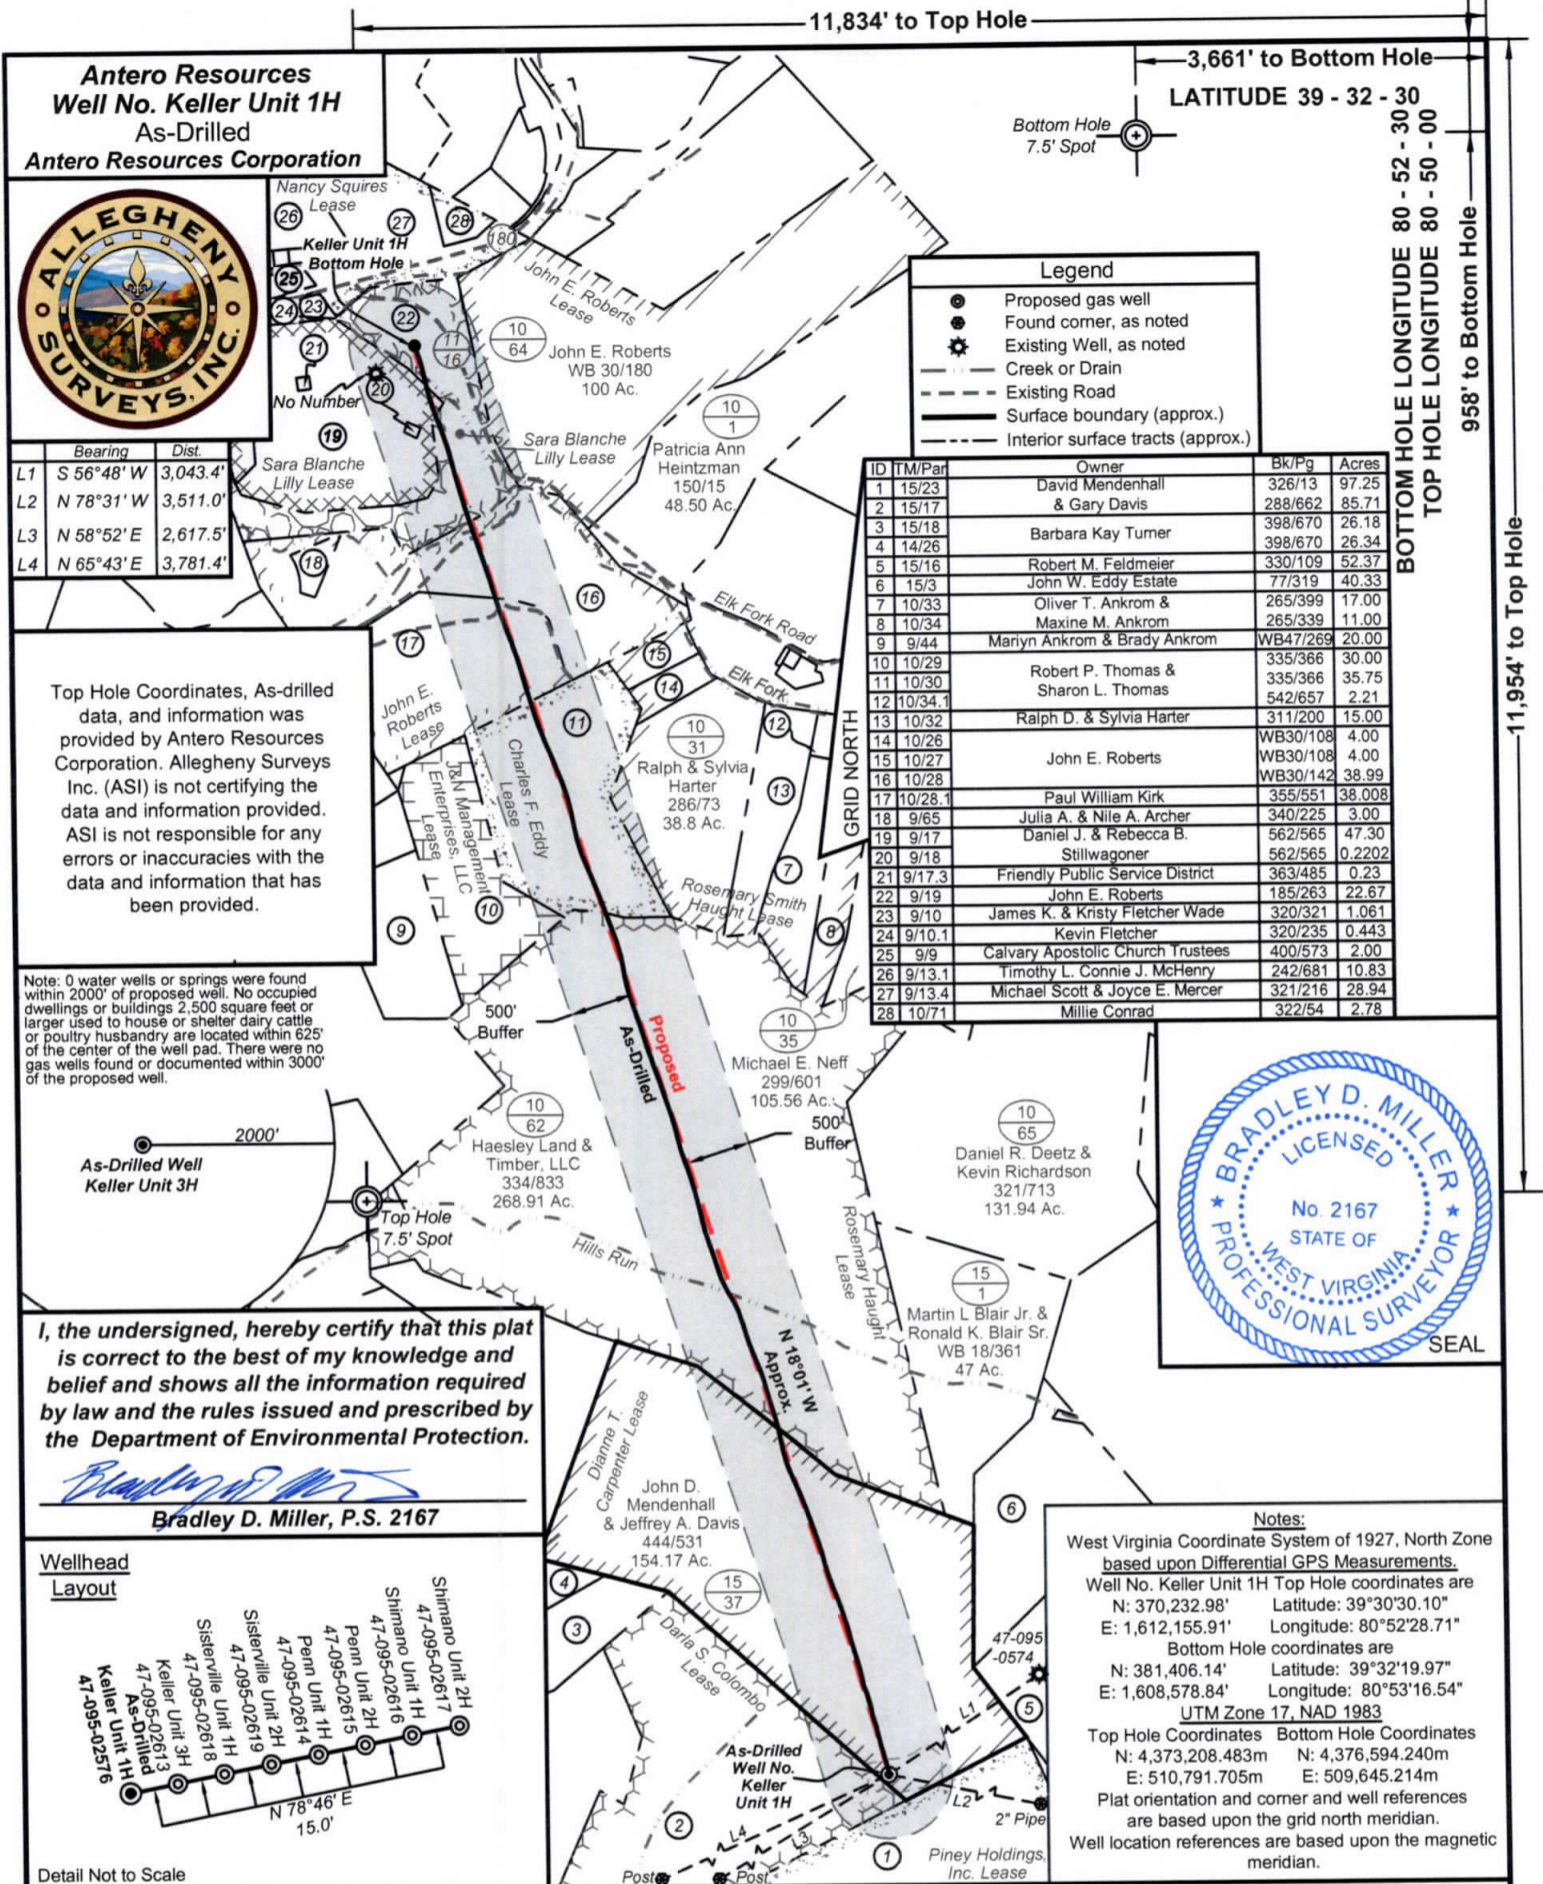 11,834' to Top Hole
3,661' to Bottom Hole
LATITUDE 39 - 32 - 30
Bottom Hole
7.5' Spot
BOTTOM HOLE LONGITUDE 80 - 52 - 30
TOP HOLE LONGITUDE 80 - 50 - 00
958' to Bottom Hole
11,954' to Top Hole
Antero Resources
Well No. Keller Unit 1H
As-Drilled
Antero Resources Corporation
ALLEGHENY
SURVEYS, INC.
Bearing Dist.
L1 S 56°48' W 3,043.4'
L2 N 78°31' W 3,511.0'
L3 N 58°52' E 2,617.5'
L4 N 65°43' E 3,781.4'
Top Hole Coordinates, As-drilled
data, and information was
provided by Antero Resources
Corporation. Allegheny Surveys
Inc. (ASI) is not certifying the
data and information provided.
ASI is not responsible for any
errors or inaccuracies with the
data and information that has
been provided.
Note: 0 water wells or springs were found
within 2000' of proposed well. No occupied
dwellings or buildings 2,500 square feet or
larger used to house or shelter dairy cattle
or poultry husbandry are located within 625'
of the center of the well pad. There were no
gas wells found or documented within 3000'
of the proposed well.
2000'
As-Drilled Well
Keller Unit 3H
Top Hole
7.5' Spot
I, the undersigned, hereby certify that this plat
is correct to the best of my knowledge and
belief and shows all the information required
by law and the rules issued and prescribed by
the Department of Environmental Protection.
Bradley D. Miller, P.S. 2167
Wellhead
Layout
Keller Unit 1H
As-Drilled
47-095-02576
Keller Unit 3H
47-095-02613
Sisterville Unit 1H
47-095-02618
Sisterville Unit 2H
47-095-02619
Penn Unit 1H
47-095-02614
Penn Unit 2H
47-095-02615
Shimano Unit 1H
47-095-02616
Shimano Unit 2H
47-095-02617
N 78°46' E
15.0'
Detail Not to Scale
Nancy Squires
Lease
26
27
28
180
Keller Unit 1H
Bottom Hole
25
24
23
22
21
20
No Number
19
Sara Blanche
Lilly Lease
18
11
16
John E. Roberts
Lease
10
64
John E. Roberts
WB 30/180
100 Ac.
10
1
Patricia Ann
Heintzman
150/15
48.50 Ac.
Sara Blanche
Lilly Lease
16
Elk Fork Road
17
15
14
Elk Fork
12
John E.
Roberts
Lease
11
10
31
Ralph & Sylvia
Harter
286/73
38.8 Ac.
13
Charles F. Eddy
Lease
J&N Management
Enterprises, LLC
Lease
7
Rosemary Smith
Haught Lease
8
9
10
500'
Buffer
Proposed
As-Drilled
10
35
Michael E. Neff
299/601
105.56 Ac.
500'
Buffer
10
62
Haesley Land &
Timber, LLC
334/833
268.91 Ac.
Hills Run
10
65
Daniel R. Deetz &
Kevin Richardson
321/713
131.94 Ac.
Rosemary Haught
Lease
15
1
Martin L Blair Jr. &
Ronald K. Blair Sr.
WB 18/361
47 Ac.
N 18°01' W
Approx.
Dianne T.
Carpenter Lease
John D.
Mendenhall
& Jeffrey A. Davis
444/531
154.17 Ac.
15
37
4
3
Darla S. Colombo
Lease
6
47-095
-0574
5
L1
As-Drilled
Well No.
Keller
Unit 1H
L2
2" Pipe
L4
L3
2
Post
Post
1
Piney Holdings,
Inc. Lease
Legend
Proposed gas well
Found corner, as noted
Existing Well, as noted
Creek or Drain
Existing Road
Surface boundary (approx.)
Interior surface tracts (approx.)
GRID NORTH
ID TM/Par Owner Bk/Pg Acres
1 15/23 David Mendenhall 326/13 97.25
2 15/17 & Gary Davis 288/662 85.71
3 15/18 Barbara Kay Turner 398/670 26.18
4 14/26 398/670 26.34
5 15/16 Robert M. Feldmeier 330/109 52.37
6 15/3 John W. Eddy Estate 77/319 40.33
7 10/33 Oliver T. Ankrom & 265/399 17.00
8 10/34 Maxine M. Ankrom 265/339 11.00
9 9/44 Mariyn Ankrom & Brady Ankrom WB47/269 20.00
10 10/29 Robert P. Thomas & 335/366 30.00
11 10/30 Sharon L. Thomas 335/366 35.75
12 10/34.1 542/657 2.21
13 10/32 Ralph D. & Sylvia Harter 311/200 15.00
14 10/26 WB30/108 4.00
15 10/27 John E. Roberts WB30/108 4.00
16 10/28 WB30/142 38.99
17 10/28.1 Paul William Kirk 355/551 38.008
18 9/65 Julia A. & Nile A. Archer 340/225 3.00
19 9/17 Daniel J. & Rebecca B. 562/565 47.30
20 9/18 Stillwagoner 562/565 0.2202
21 9/17.3 Friendly Public Service District 363/485 0.23
22 9/19 John E. Roberts 185/263 22.67
23 9/10 James K. & Kristy Fletcher Wade 320/321 1.061
24 9/10.1 Kevin Fletcher 320/235 0.443
25 9/9 Calvary Apostolic Church Trustees 400/573 2.00
26 9/13.1 Timothy L. Connie J. McHenry 242/681 10.83
27 9/13.4 Michael Scott & Joyce E. Mercer 321/216 28.94
28 10/71 Millie Conrad 322/54 2.78
BRADLEY D. MILLER
LICENSED
No. 2167
STATE OF
WEST VIRGINIA
PROFESSIONAL SURVEYOR
SEAL
Notes:
West Virginia Coordinate System of 1927, North Zone
based upon Differential GPS Measurements.
Well No. Keller Unit 1H Top Hole coordinates are
N: 370,232.98' Latitude: 39°30'30.10"
E: 1,612,155.91' Longitude: 80°52'28.71"
Bottom Hole coordinates are
N: 381,406.14' Latitude: 39°32'19.97"
E: 1,608,578.84' Longitude: 80°53'16.54"
UTM Zone 17, NAD 1983
Top Hole Coordinates Bottom Hole Coordinates
N: 4,373,208.483m N: 4,376,594.240m
E: 510,791.705m E: 509,645.214m
Plat orientation and corner and well references
are based upon the grid north meridian.
Well location references are based upon the magnetic
meridian.